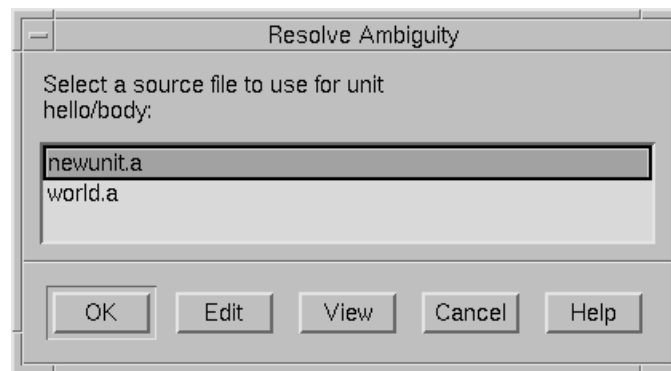 Resolve Ambiguity
Select a source file to use for unit
hello/body:
newunit.a
world.a
OK Edit View Cancel Help